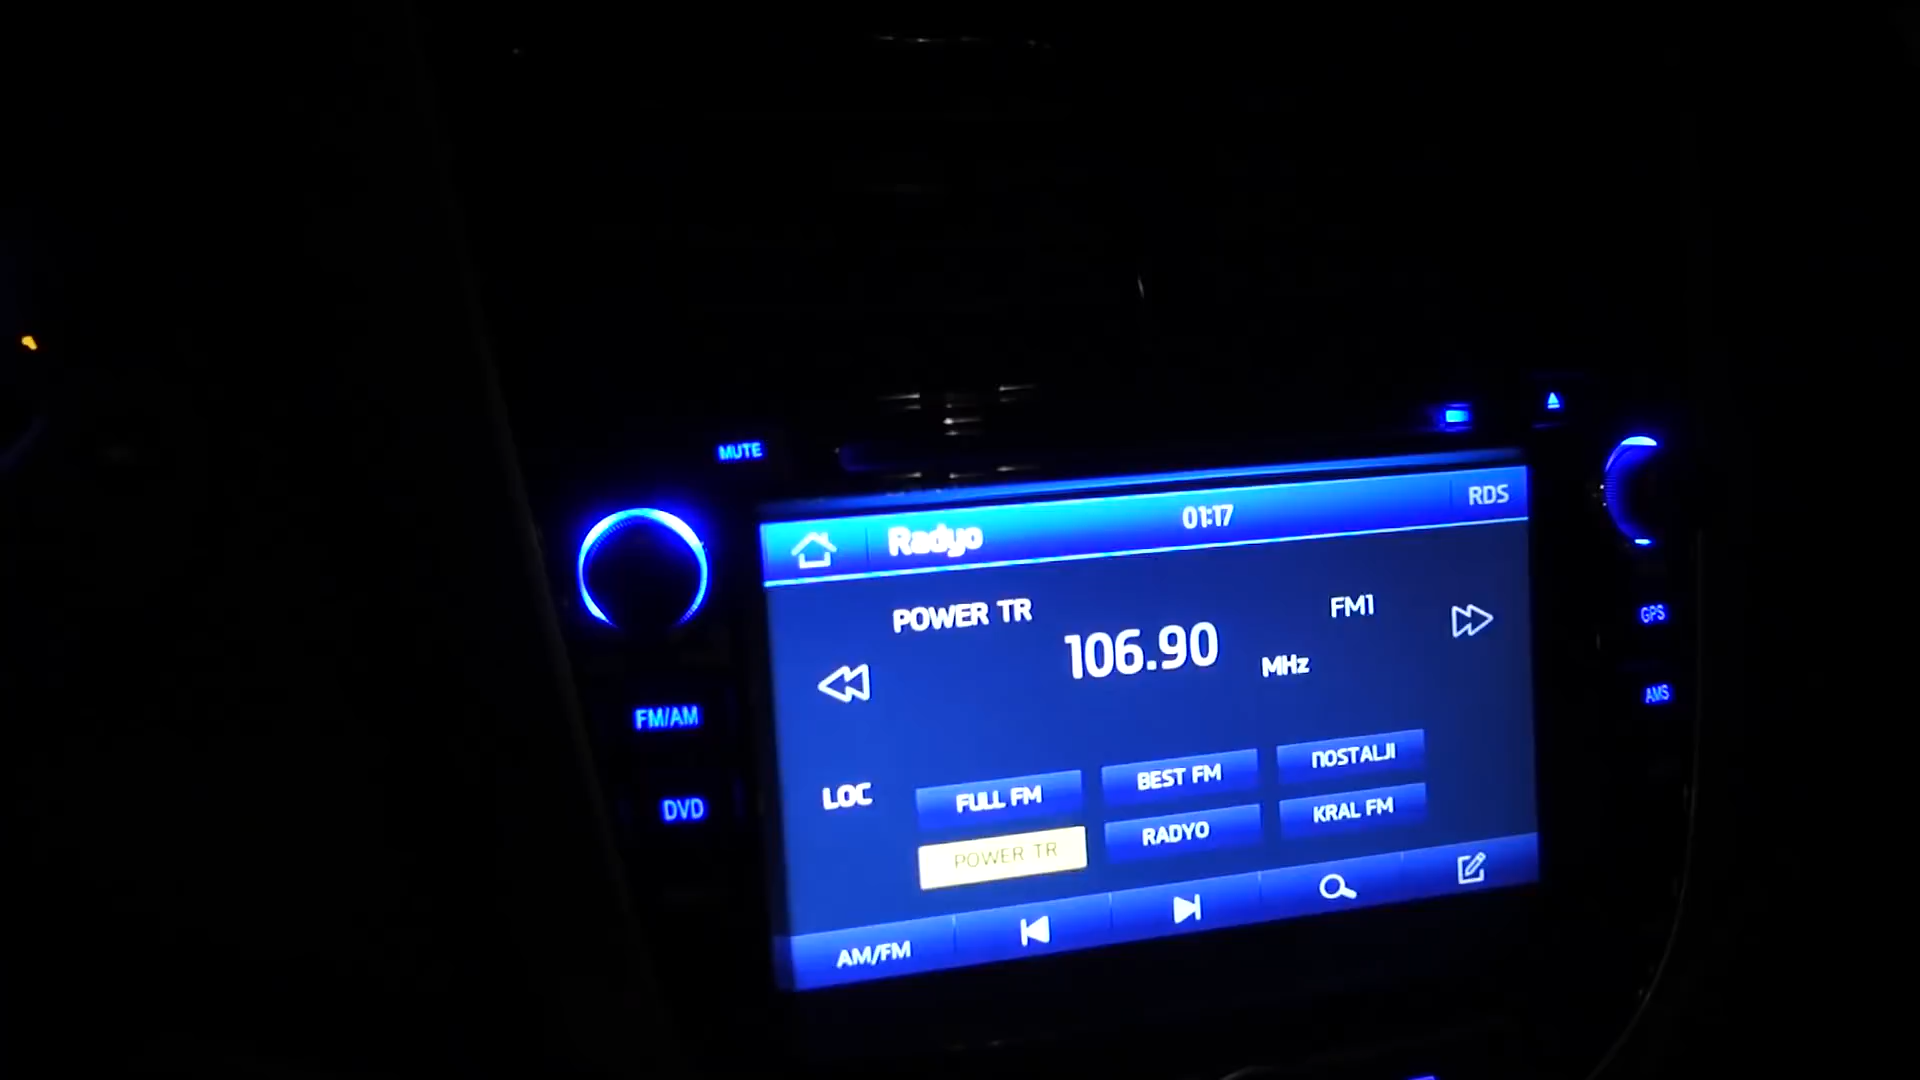 MUTE
Radyo
01:17
RDS
POWER TR
106.90
MHz
FM1
GPS
AMS
FM/AM
DVD
LOC
FULL FM
BEST FM
NOSTALJI
POWER TR
RADYO
KRAL FM
AM/FM